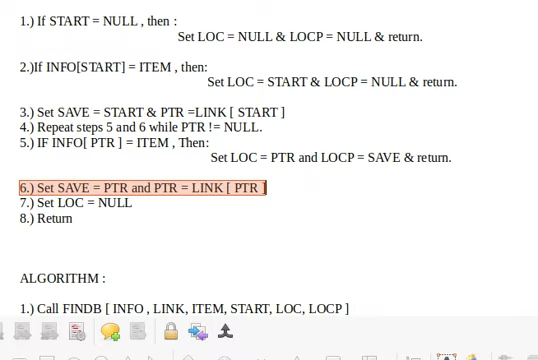 1.) If START = NULL , then :
Set LOC = NULL & LOCP = NULL & return.
2.)If INFO[START] = ITEM , then:
Set LOC = START & LOCP = NULL & return.
3.) Set SAVE = START & PTR =LINK [ START ]
4.) Repeat steps 5 and 6 while PTR != NULL.
5.) IF INFO[ PTR ] = ITEM , Then:
Set LOC = PTR and LOCP = SAVE & return.
6.) Set SAVE = PTR and PTR = LINK [ PTR ]
7.) Set LOC = NULL
8.) Return
ALGORITHM :
1.) Call FINDB [ INFO , LINK, ITEM, START, LOC, LOCP ]